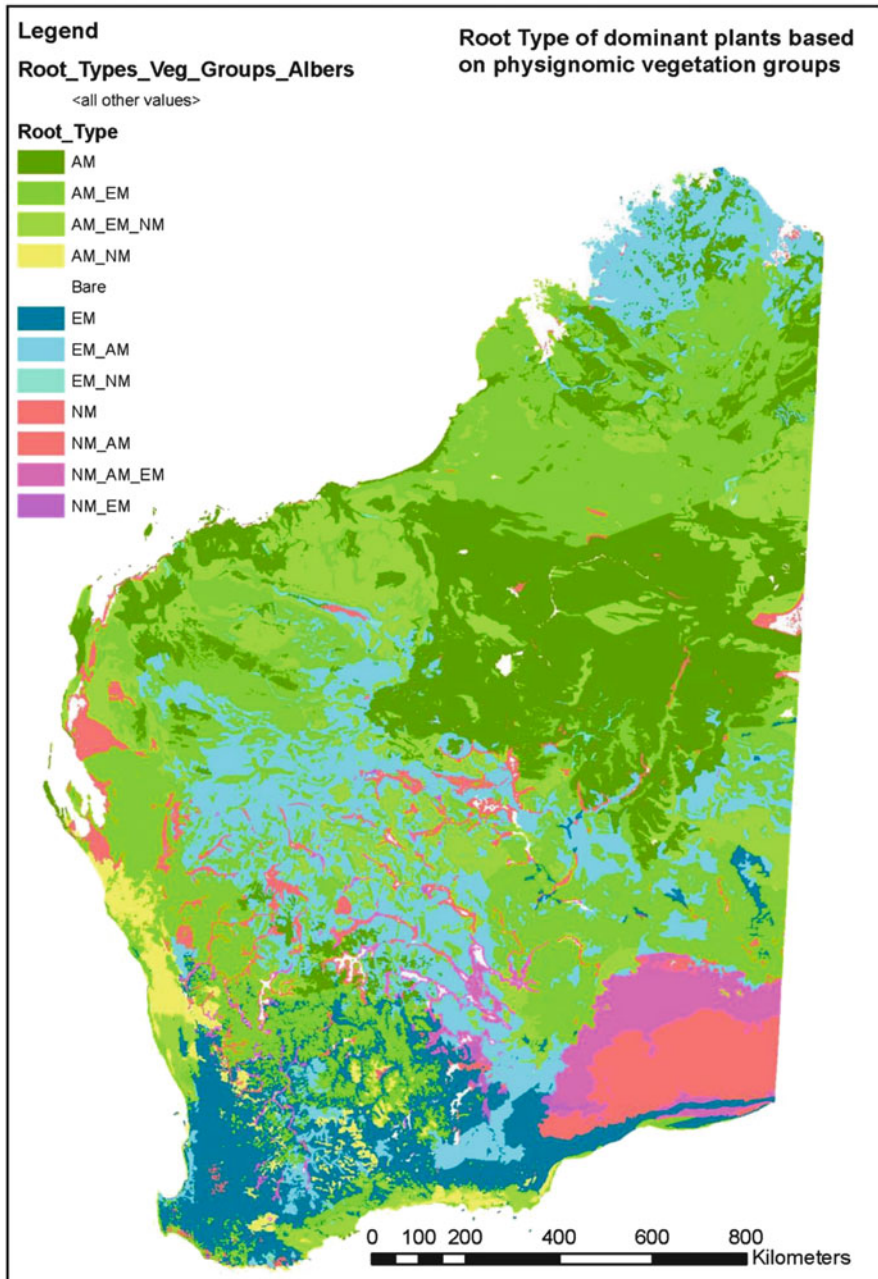 Legend
Root_Types_Veg_Groups_Albers
<all other values>
Root_Type
AM
AM_EM
AM_EM_NM
AM_NM
Bare
EM
EM_AM
EM_NM
NM
NM_AM
NM_AM_EM
NM_EM
Root Type of dominant plants based
on physignomic vegetation groups
0 100 200 400 600 800
Kilometers